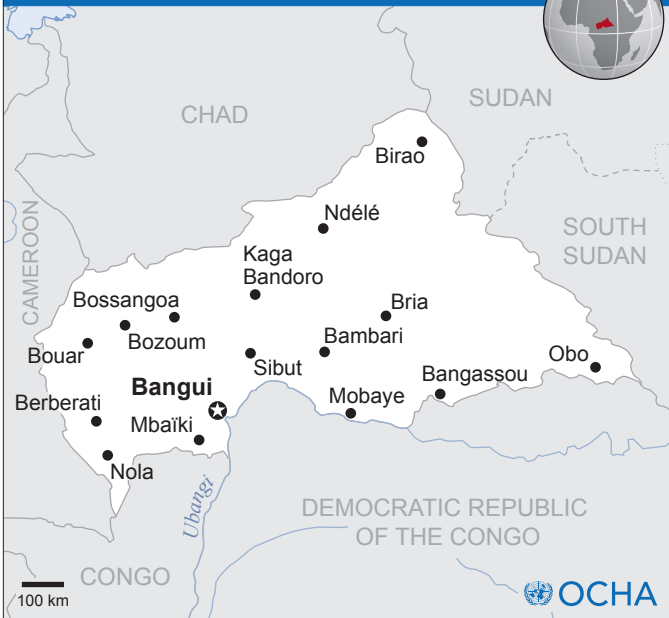 SUDAN
CHAD
Birao
CAMEROON
Ndélé
SOUTH
SUDAN
Kaga
Bandoro
Bossangoa
Bria
Bozoum
Bambari
Bouar
Obo
Sibut
Bangassou
Bangui
Berberati
Mobaye
Mbaïki
Nola
Ubangi
DEMOCRATIC REPUBLIC
OF THE CONGO
CONGO
100 km
OCHA